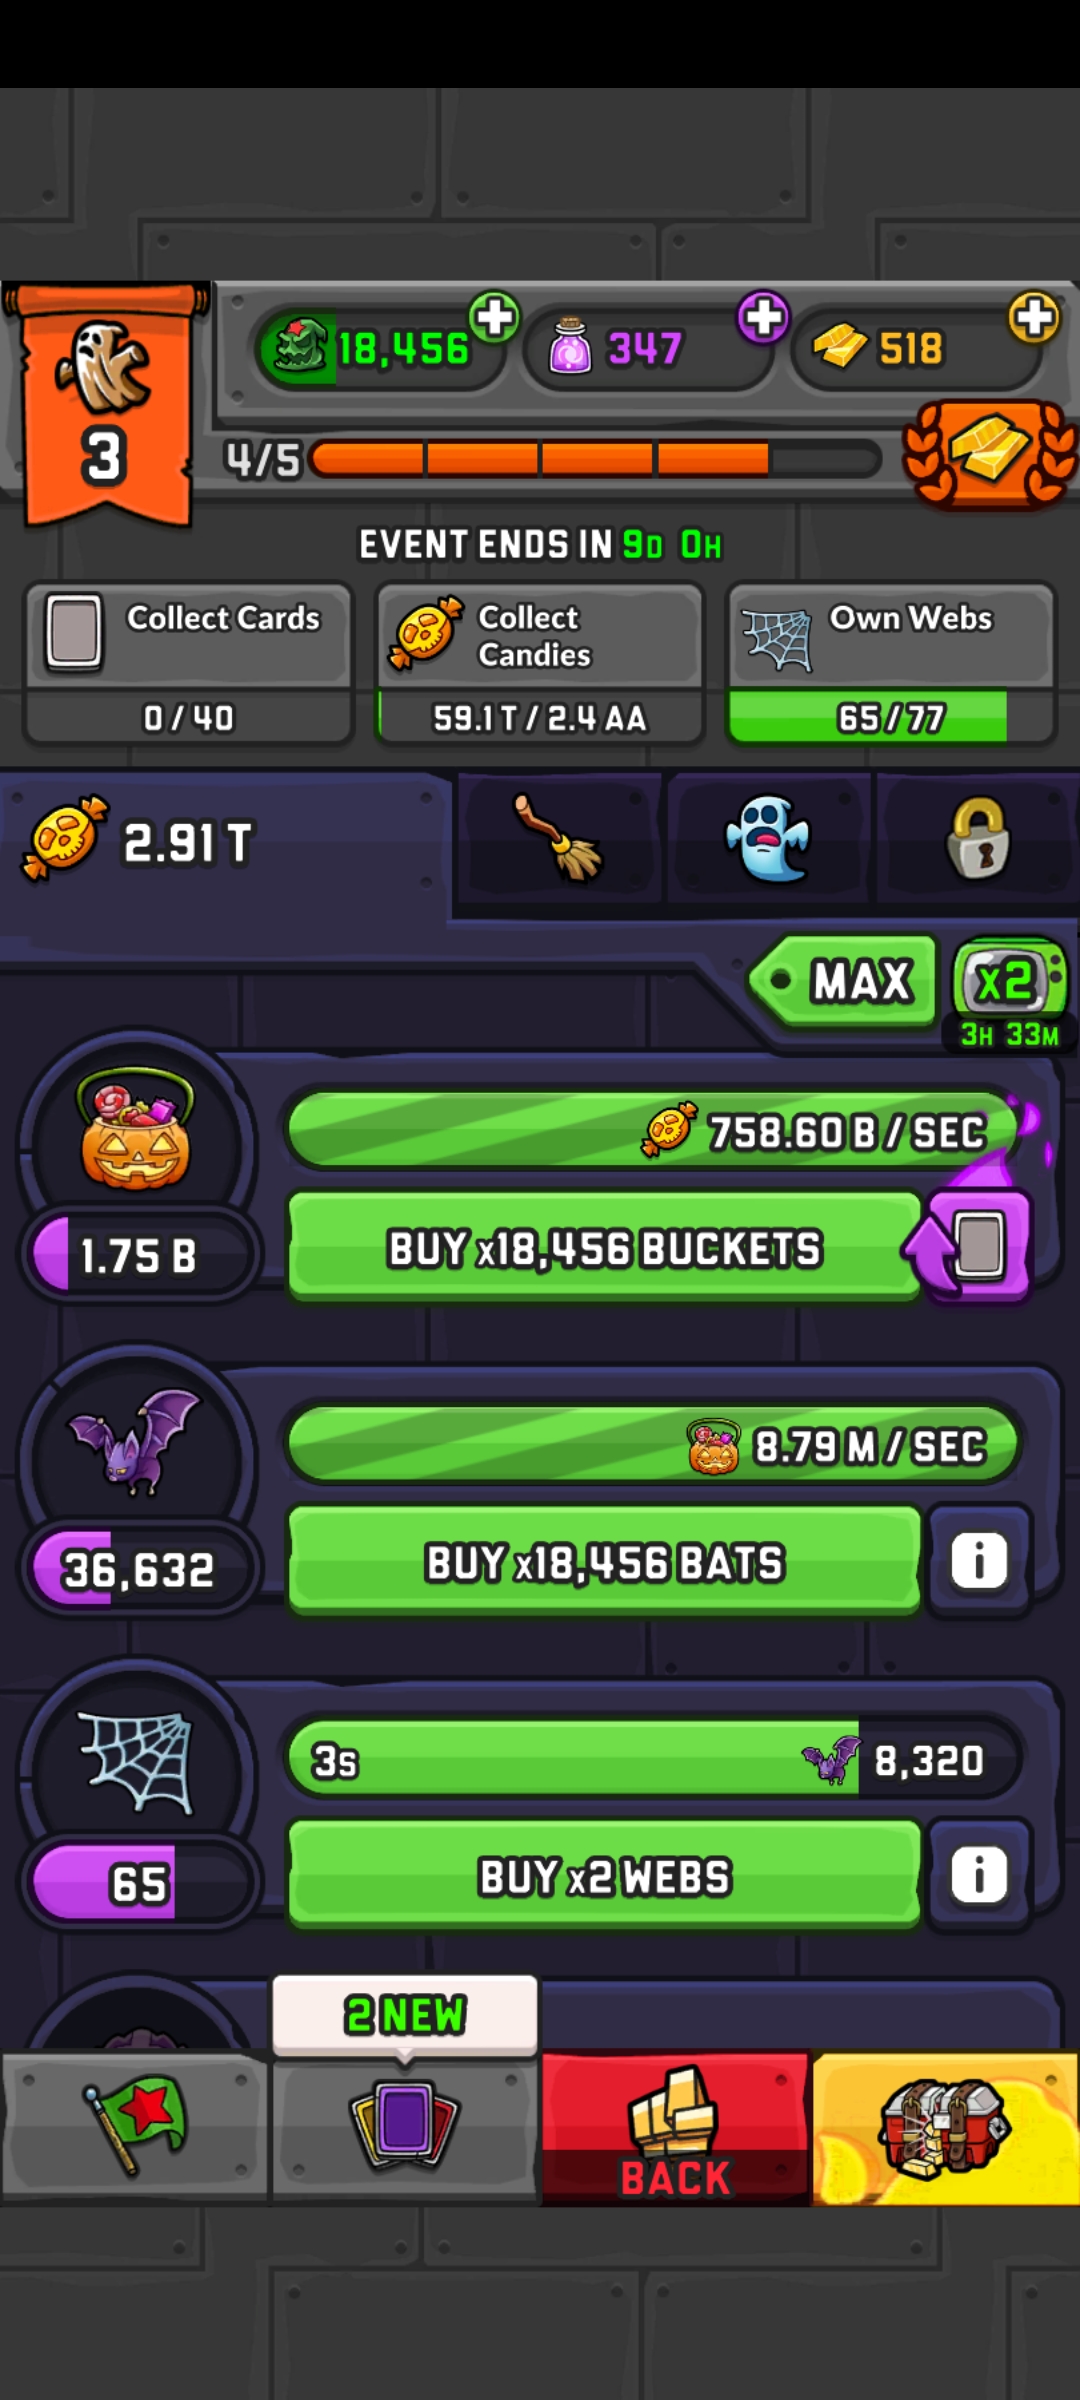 18,456
347
518
3
4/5
EVENT ENDS IN 9D 0H
Collect Cards
0 / 40
Collect
Candies
59.1 T / 2.4 AA
Own Webs
65 / 77
2.91 T
MAX
x2
3H 33M
758.60 B / SEC
1.75 B
BUY x18,456 BUCKETS
8.79 M / SEC
36,632
BUY x18,456 BATS
i
3s
8,320
65
BUY x2 WEBS
i
2 NEW
BACK